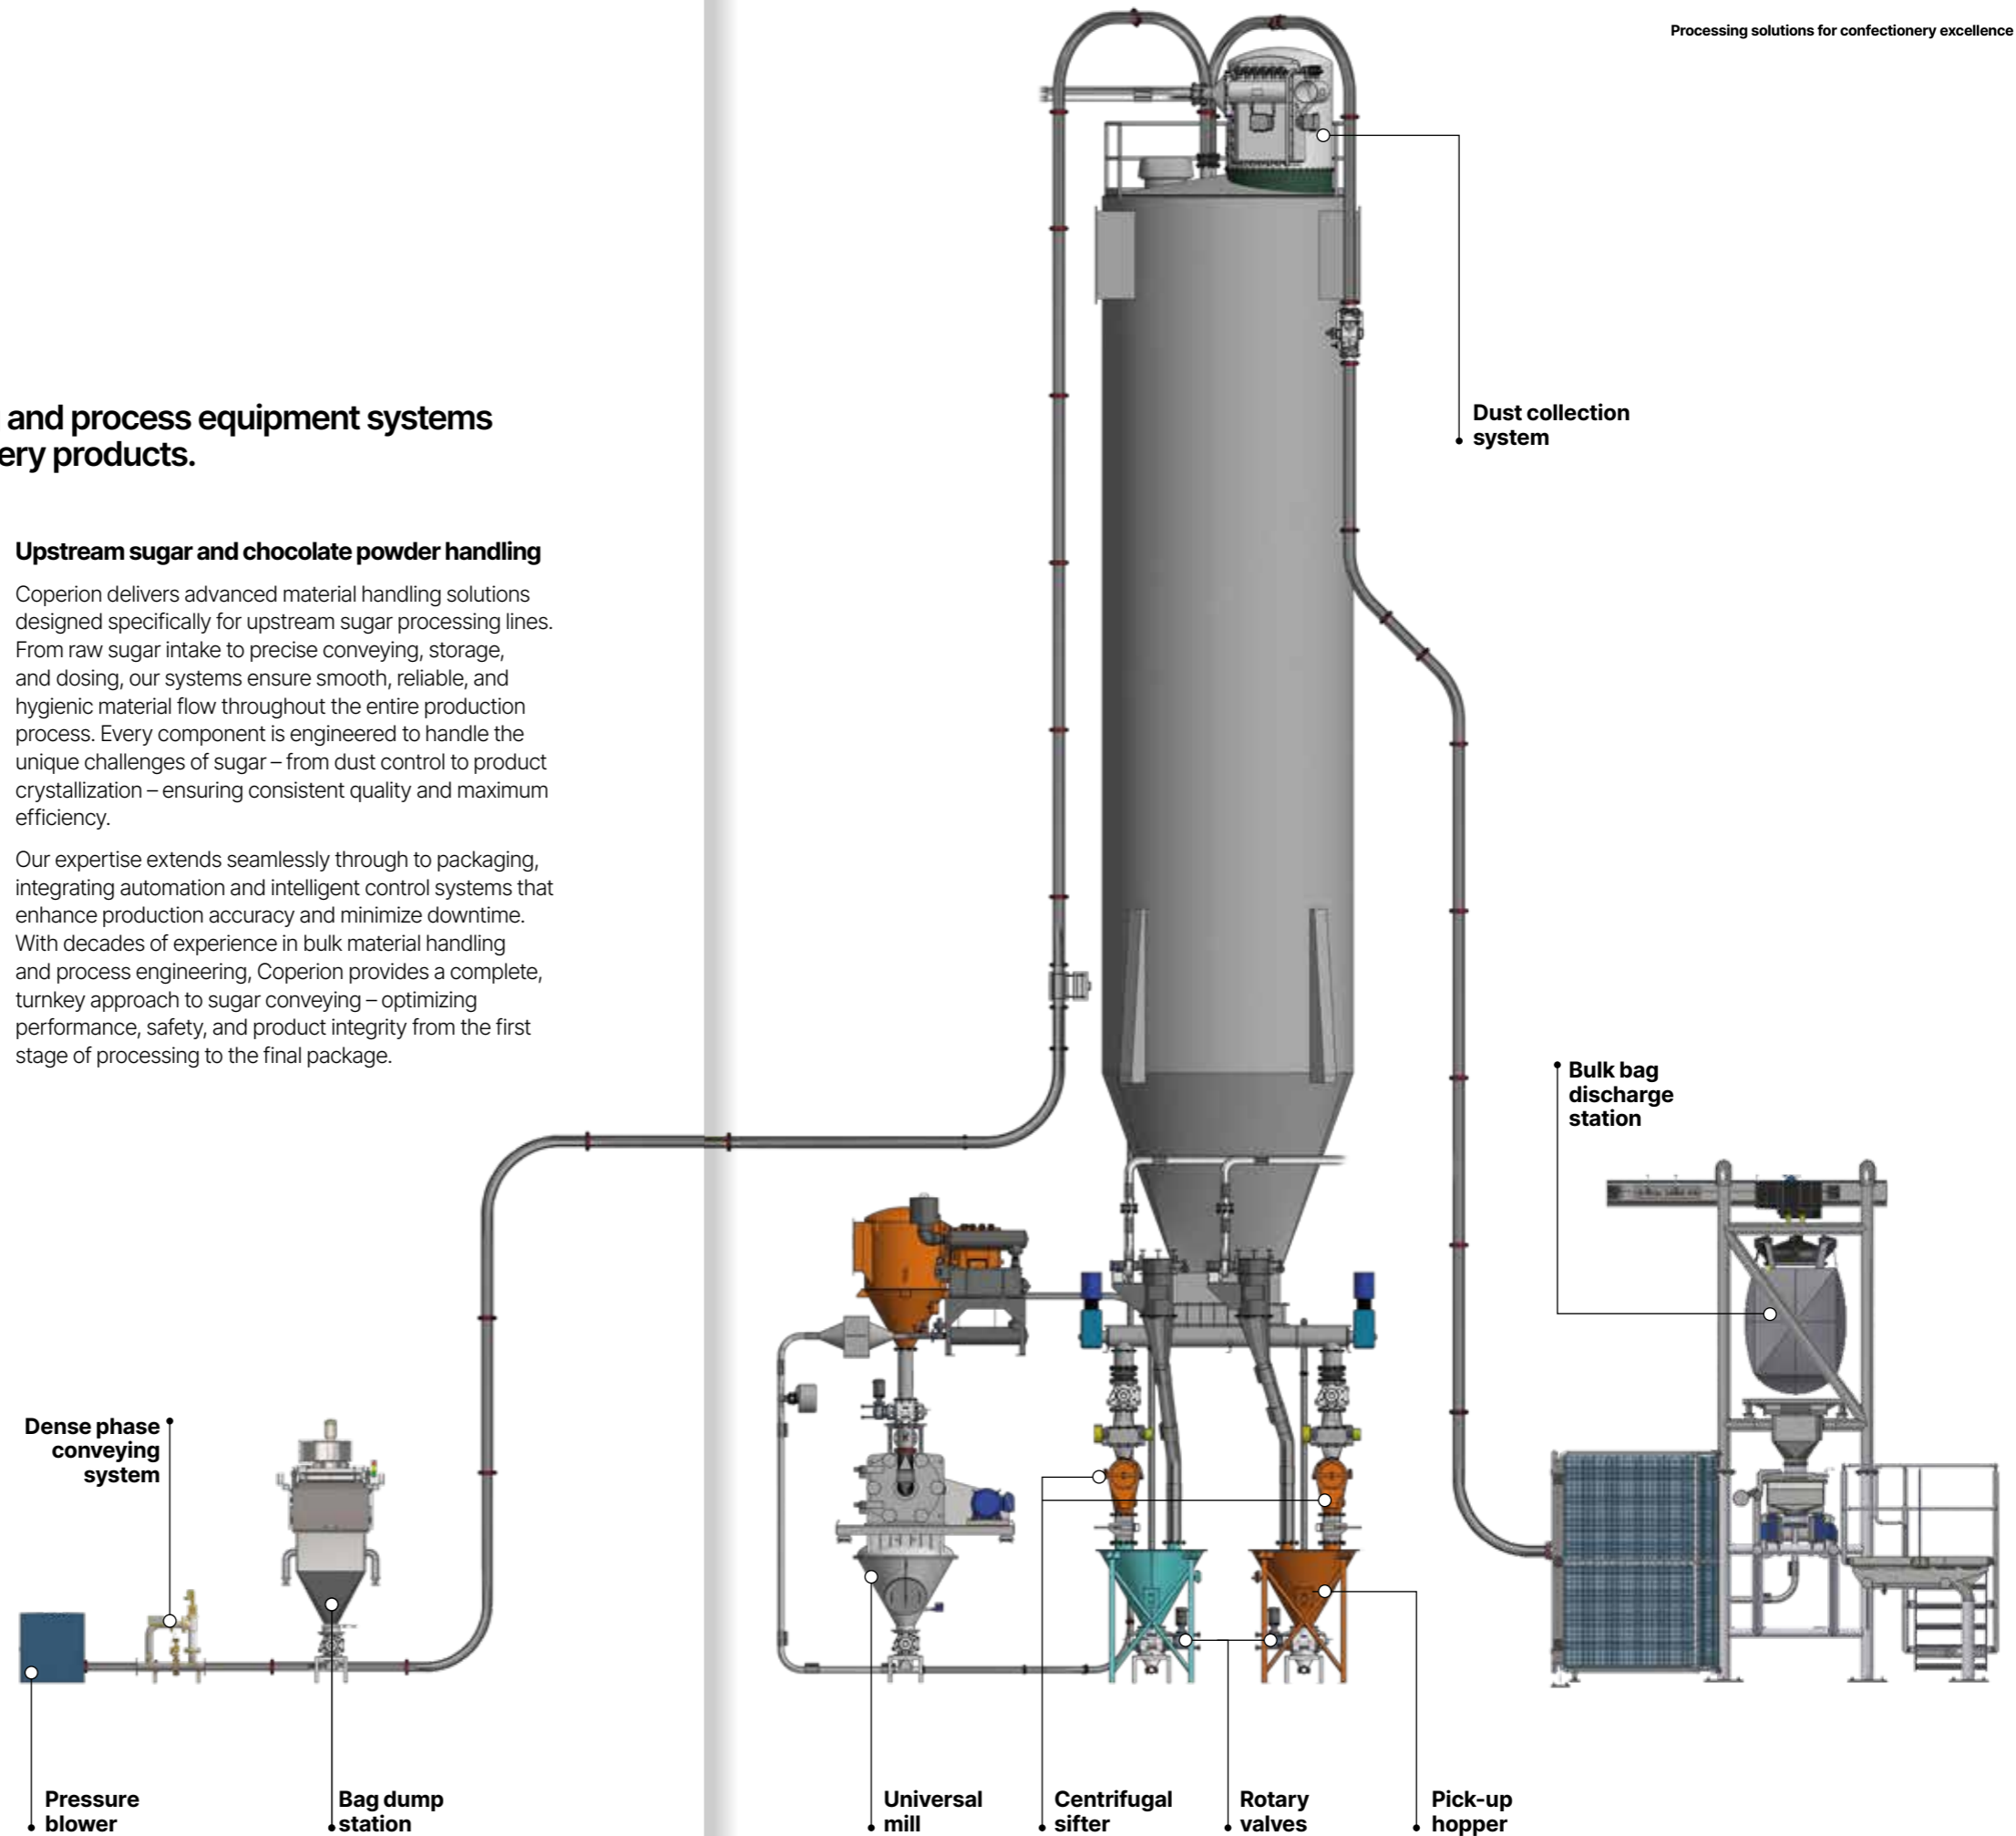 Processing solutions for confectionery excellence
and process equipment systems
ery products.
Upstream sugar and chocolate powder handling
Coperion delivers advanced material handling solutions
designed specifically for upstream sugar processing lines.
From raw sugar intake to precise conveying, storage,
and dosing, our systems ensure smooth, reliable, and
hygienic material flow throughout the entire production
process. Every component is engineered to handle the
unique challenges of sugar – from dust control to product
crystallization – ensuring consistent quality and maximum
efficiency.
Our expertise extends seamlessly through to packaging,
integrating automation and intelligent control systems that
enhance production accuracy and minimize downtime.
With decades of experience in bulk material handling
and process engineering, Coperion provides a complete,
turnkey approach to sugar conveying – optimizing
performance, safety, and product integrity from the first
stage of processing to the final package.
Dust collection
system
Bulk bag
discharge
station
Dense phase
conveying
system
Pressure
blower
Bag dump
station
Universal
mill
Centrifugal
sifter
Rotary
valves
Pick-up
hopper